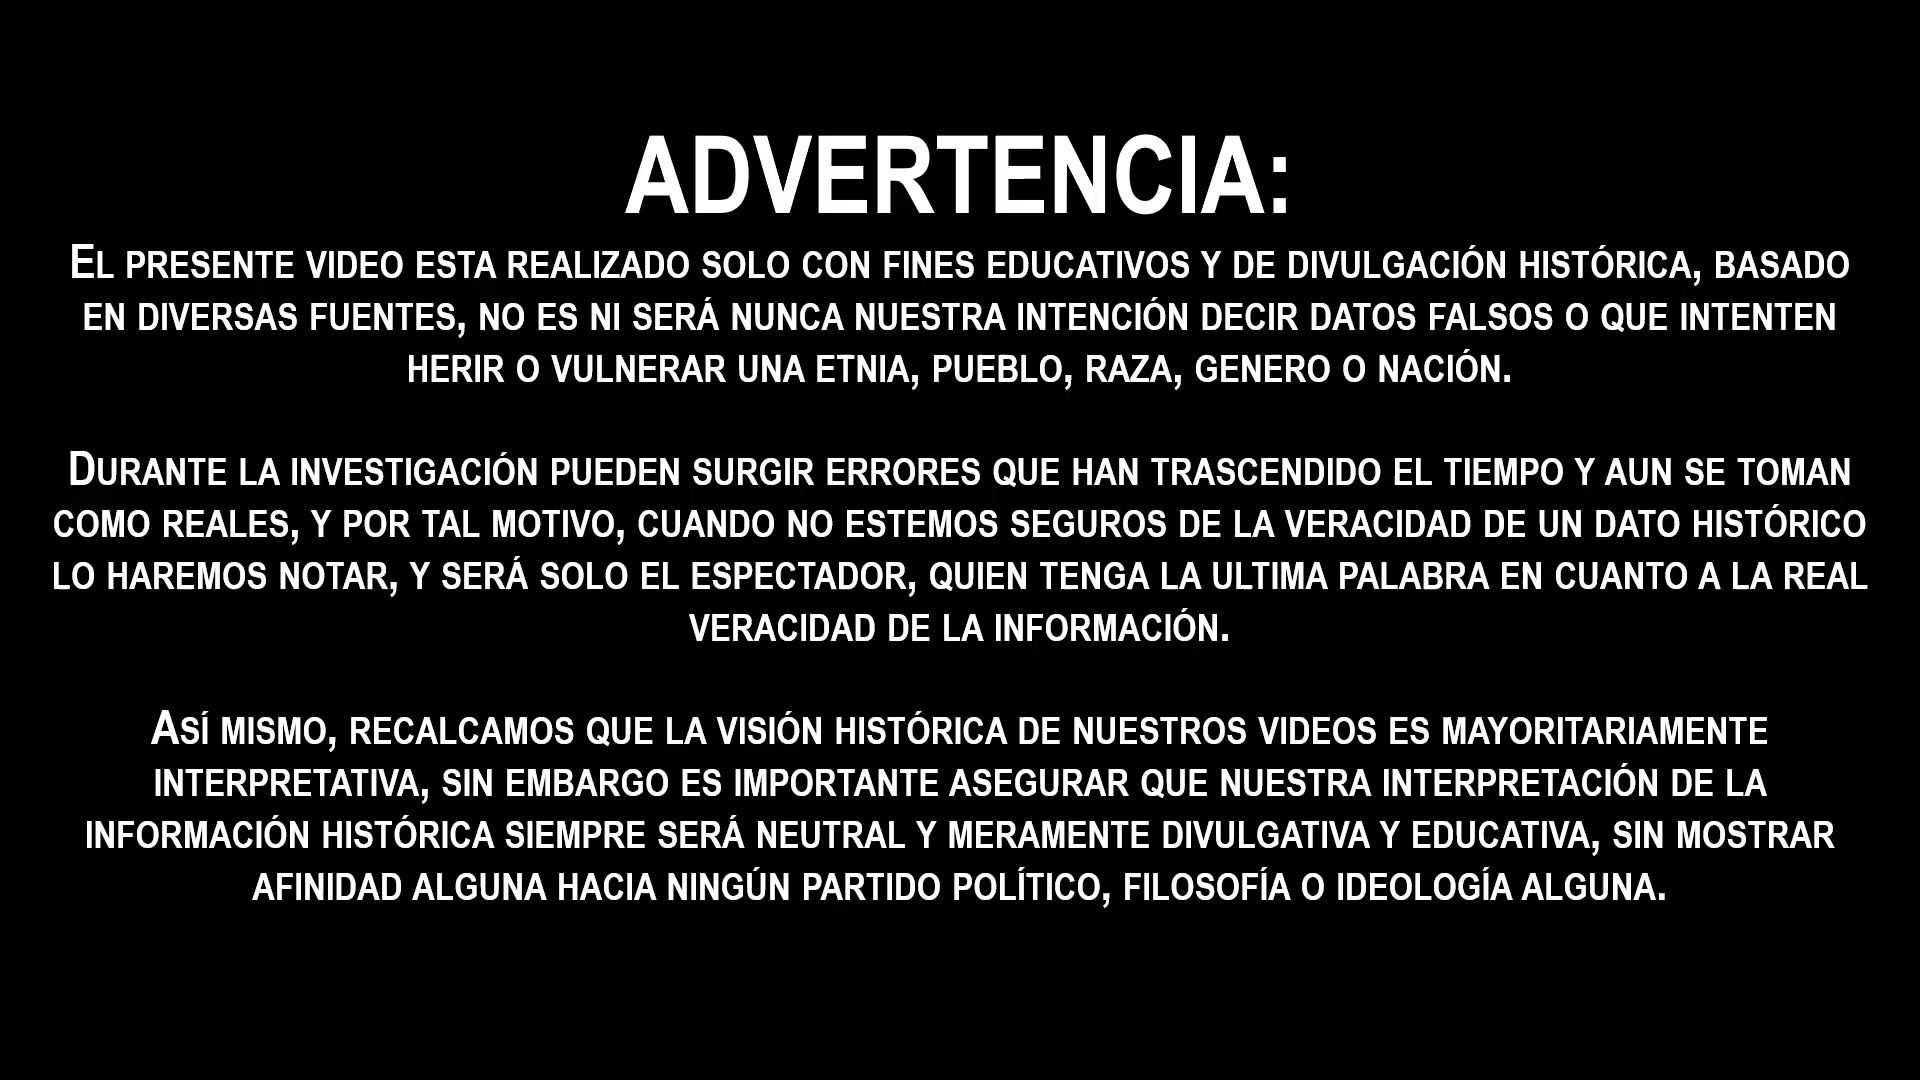 ADVERTENCIA:
El presente video esta realizado solo con fines educativos y de divulgación histórica, basado
en diversas fuentes, no es ni será nunca nuestra intención decir datos falsos o que intenten
herir o vulnerar una etnia, pueblo, raza, genero o nación.
Durante la investigación pueden surgir errores que han trascendido el tiempo y aun se toman
como reales, y por tal motivo, cuando no estemos seguros de la veracidad de un dato histórico
lo haremos notar, y será solo el espectador, quien tenga la ultima palabra en cuanto a la real
veracidad de la información.
Así mismo, recalcamos que la visión histórica de nuestros videos es mayoritariamente
interpretativa, sin embargo es importante asegurar que nuestra interpretación de la
información histórica siempre será neutral y meramente divulgativa y educativa, sin mostrar
afinidad alguna hacia ningún partido político, filosofía o ideología alguna.